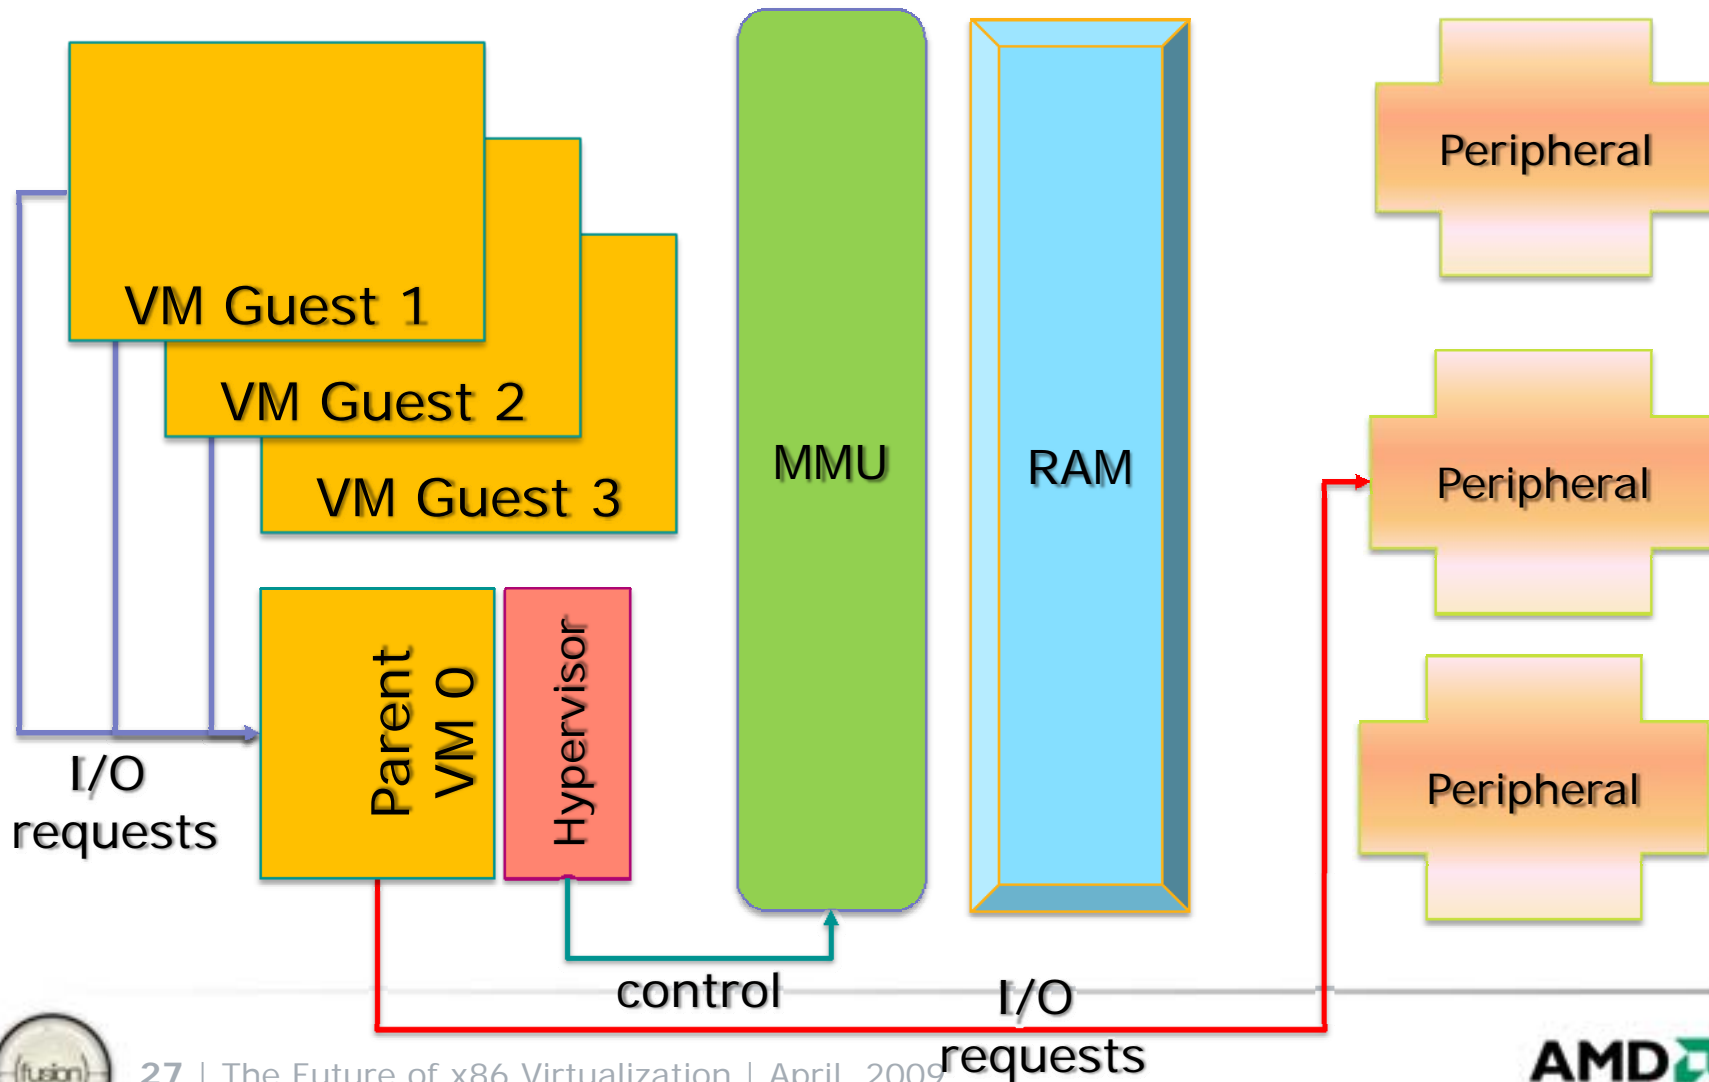 VM Guest 1
VM Guest 2
VM Guest 3
MMU
RAM
Peripheral
Peripheral
Peripheral
Parent
VM 0
Hypervisor
I/O
requests
control
I/O
requests
fusion
27 | The Future of x86 Virtualization | April, 2009
AMD